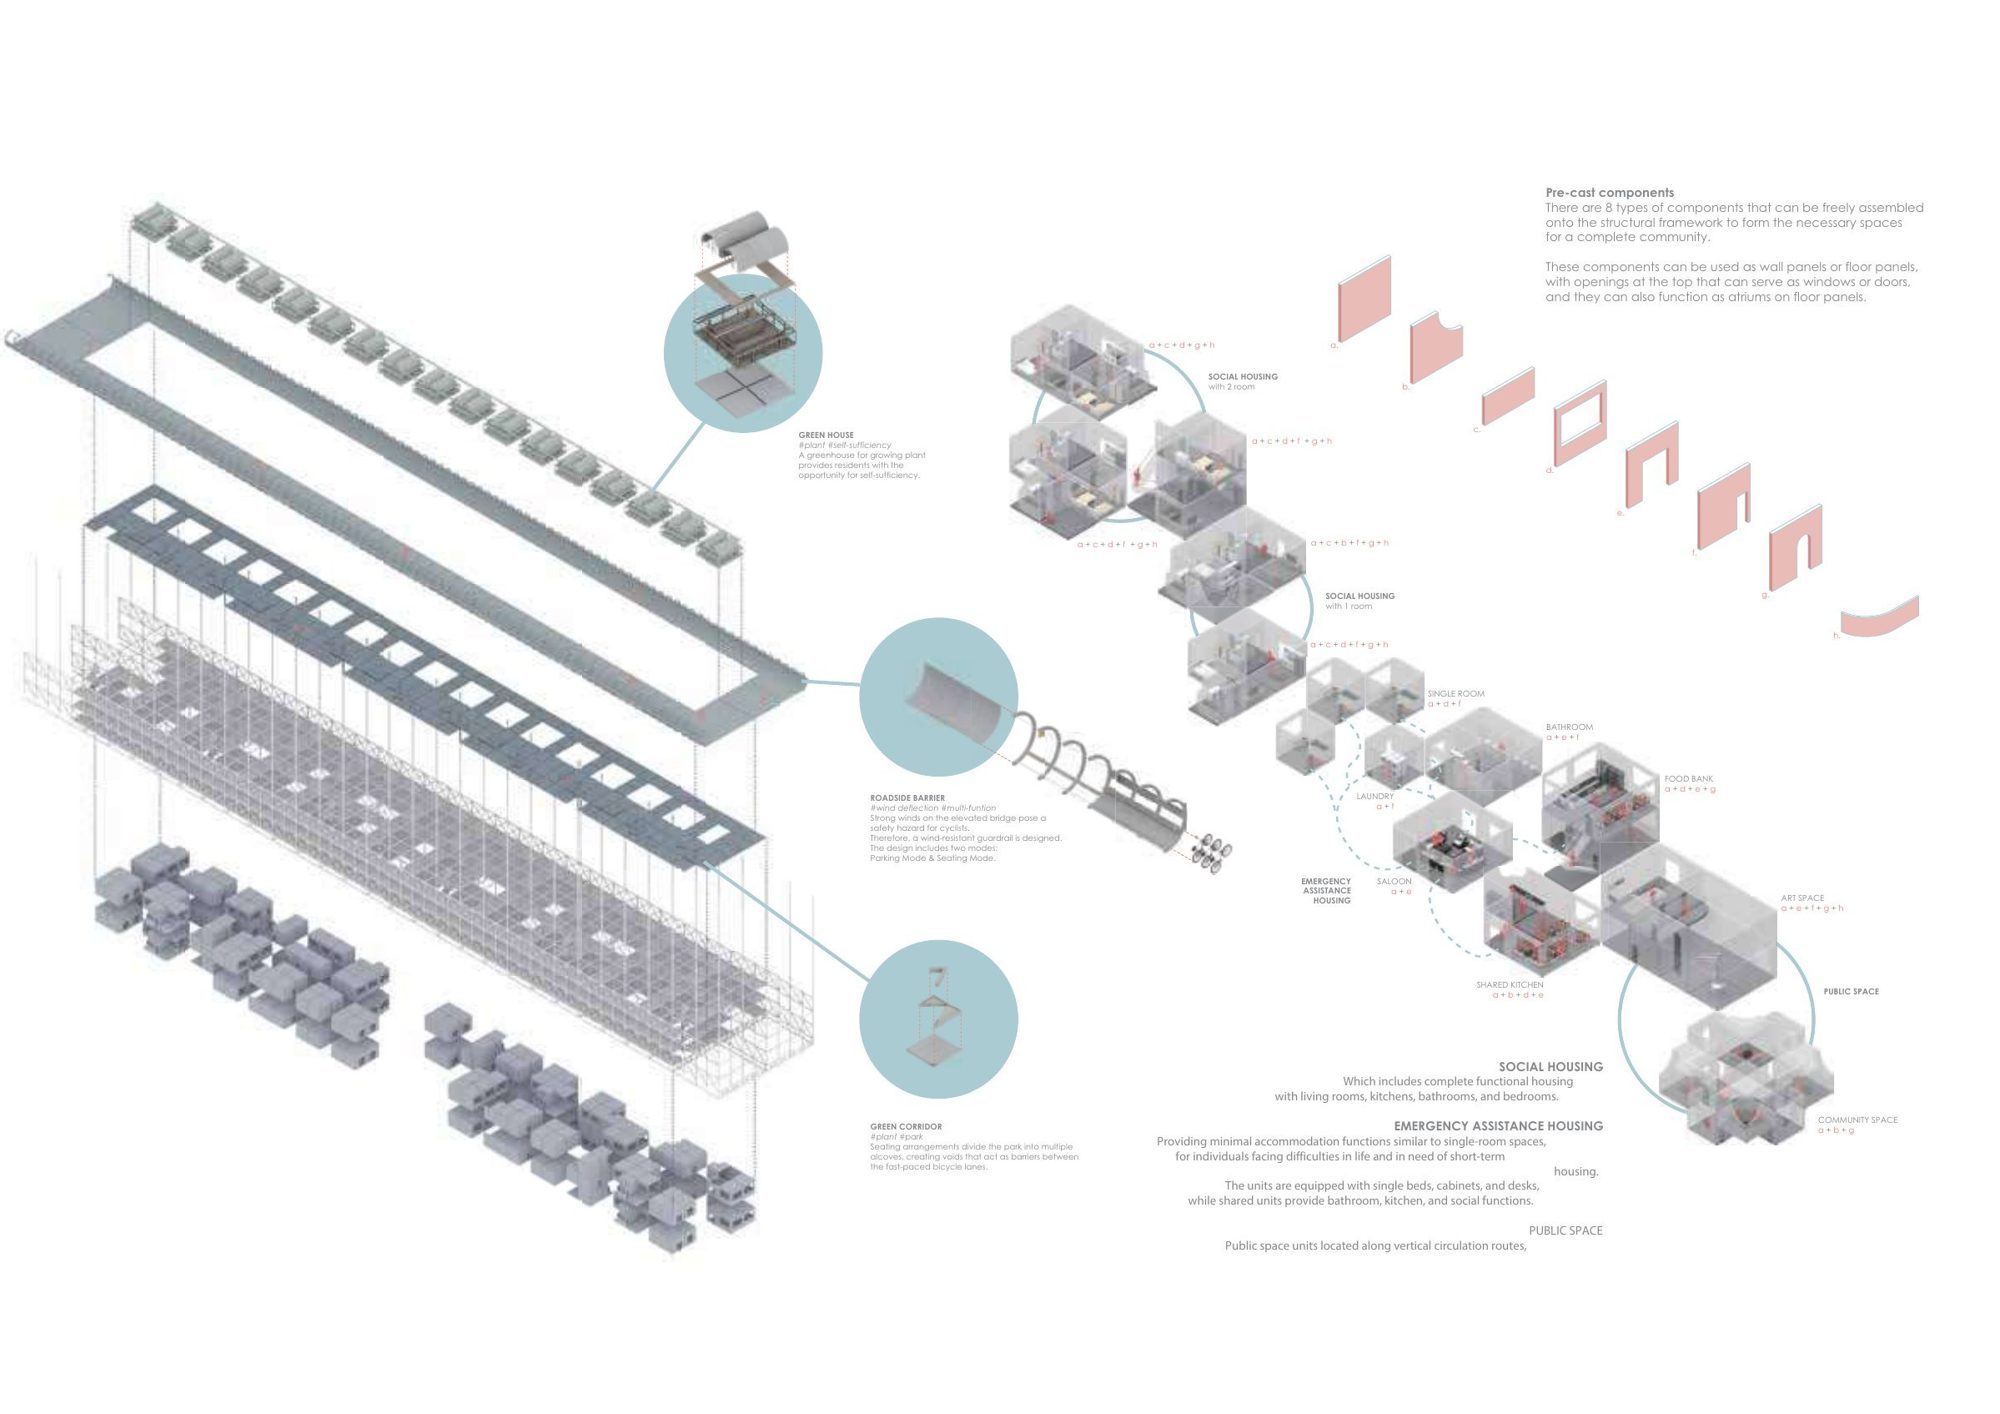 Pre-cast components
There are 8 types of components that can be freely assembled
onto the structural framework to form the necessary spaces
for a complete community.
These components can be used as wall panels or floor panels,
with openings at the top that can serve as windows or doors,
and they can also function as atriums on floor panels.
a.
b.
c.
d.
e.
f.
g.
h.
GREEN HOUSE
#plant #self-sufficiency
A greenhouse for growing plant
provides residents with the
opportunity for self-sufficiency.
ROADSIDE BARRIER
#wind deflection #multi-funtion
Strong winds on the elevated bridge pose a
safety hazard for cyclists.
Therefore, a wind-resistant guardrail is designed.
The design includes two modes:
Parking Mode & Seating Mode.
GREEN CORRIDOR
#plant #park
Seating arrangements divide the park into multiple
alcoves, creating voids that act as barriers between
the fast-paced bicycle lanes.
a+c+d+g+h
SOCIAL HOUSING
with 2 room
a+c+d+f +g+h
a+c+d+f +g+h
a+c+b+f+g+h
SOCIAL HOUSING
with 1 room
a+c+d+f+g+h
SINGLE ROOM
a+d+f
BATHROOM
a+e+f
LAUNDRY
a+f
FOOD BANK
a+d+e+g
EMERGENCY
ASSISTANCE
HOUSING
SALOON
a+e
ART SPACE
a+e+f+g+h
SHARED KITCHEN
a+b+d+e
PUBLIC SPACE
COMMUNITY SPACE
a+b+g
SOCIAL HOUSING
Which includes complete functional housing
with living rooms, kitchens, bathrooms, and bedrooms.
EMERGENCY ASSISTANCE HOUSING
Providing minimal accommodation functions similar to single-room spaces,
for individuals facing difficulties in life and in need of short-term
housing.
The units are equipped with single beds, cabinets, and desks,
while shared units provide bathroom, kitchen, and social functions.
PUBLIC SPACE
Public space units located along vertical circulation routes,